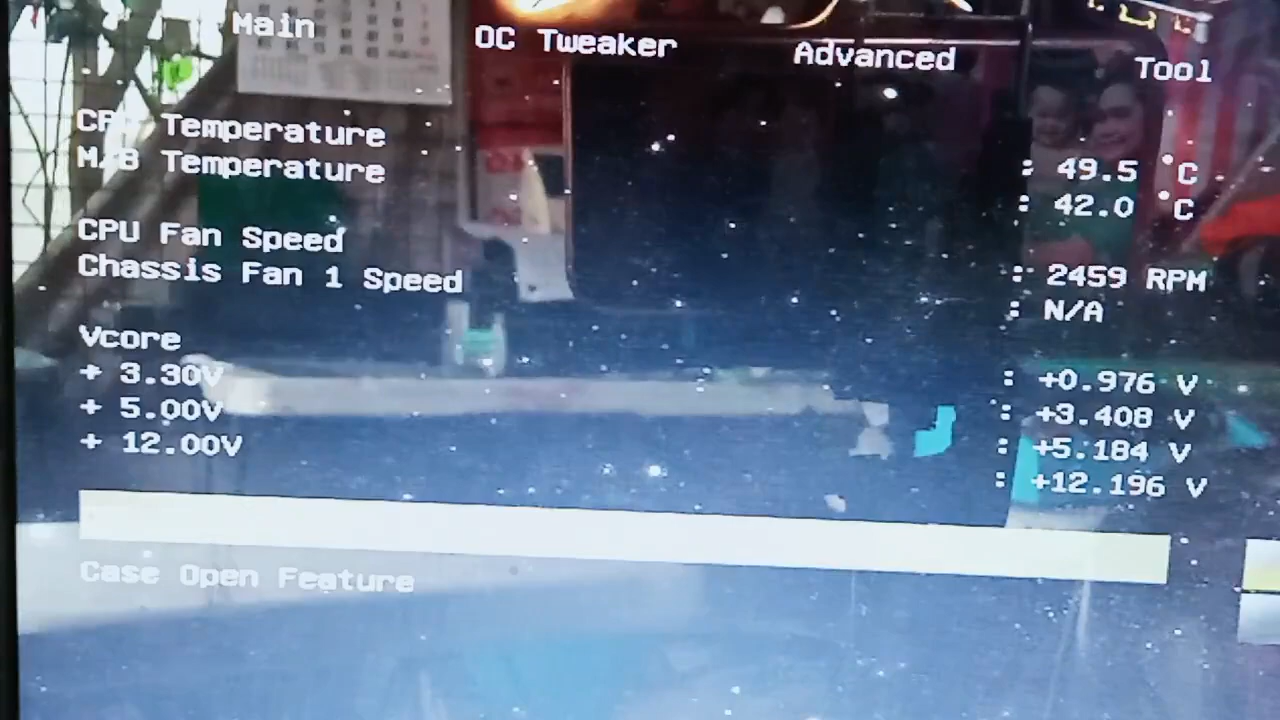 Main OC Tweaker Advanced Tool
CPU Temperature : 49.5 °C
M/B Temperature : 42.0 °C
CPU Fan Speed : 2459 RPM
Chassis Fan 1 Speed : N/A
Vcore : +0.976 V
+ 3.30V : +3.408 V
+ 5.00V : +5.184 V
+ 12.00V : +12.196 V
Case Open Feature